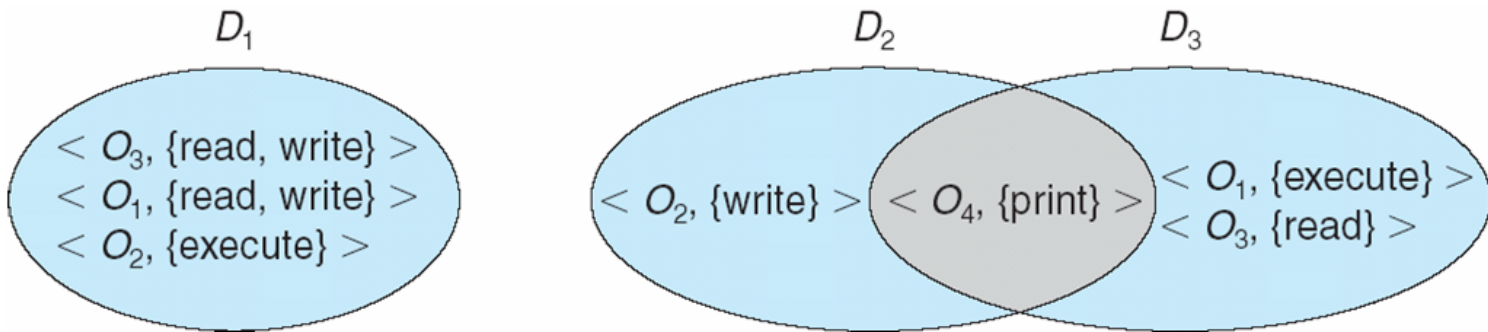 D₁
D₂
D₃
< O₃, {read, write} >
< O₁, {read, write} >
< O₂, {execute} >
< O₂, {write} >
< O₄, {print} >
< O₁, {execute} >
< O₃, {read} >